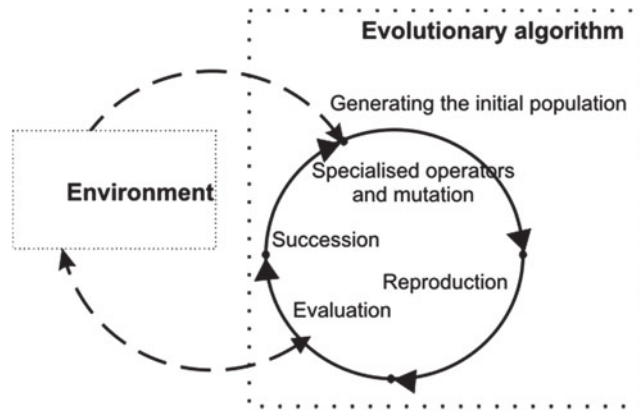 Evolutionary algorithm
Generating the initial population
Specialised operators
and mutation
Environment
Succession
Reproduction
Evaluation